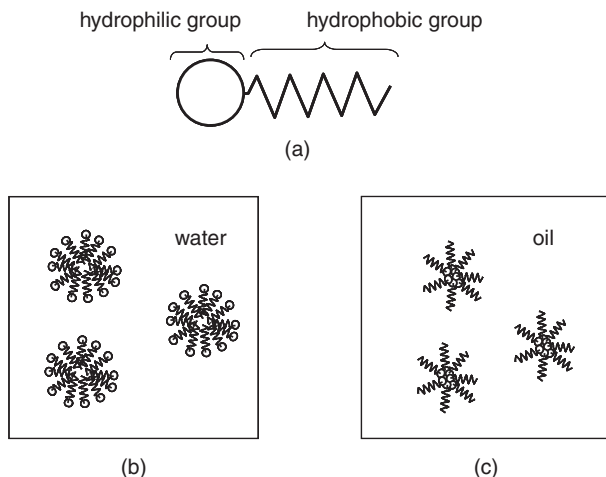 hydrophilic group hydrophobic group
(a)
water
oil
(b)
(c)